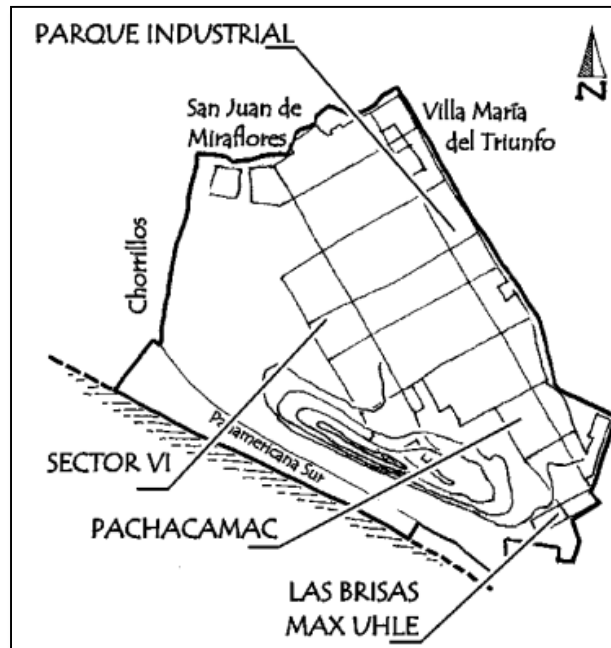 PARQUE INDUSTRIAL
San Juan de
Miraflores
Villa María
del Triunfo
N
Chorrillos
Panamericana Sur
SECTOR VI
PACHACAMAC
LAS BRISAS
MAX UHLE